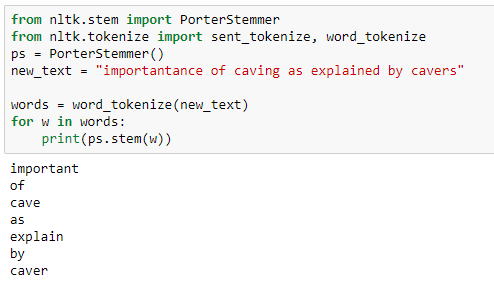 from nltk.stem import PorterStemmer
from nltk.tokenize import sent_tokenize, word_tokenize
ps = PorterStemmer()
new_text = "importantance of caving as explained by cavers"

words = word_tokenize(new_text)
for w in words:
    print(ps.stem(w))
important
of
cave
as
explain
by
caver